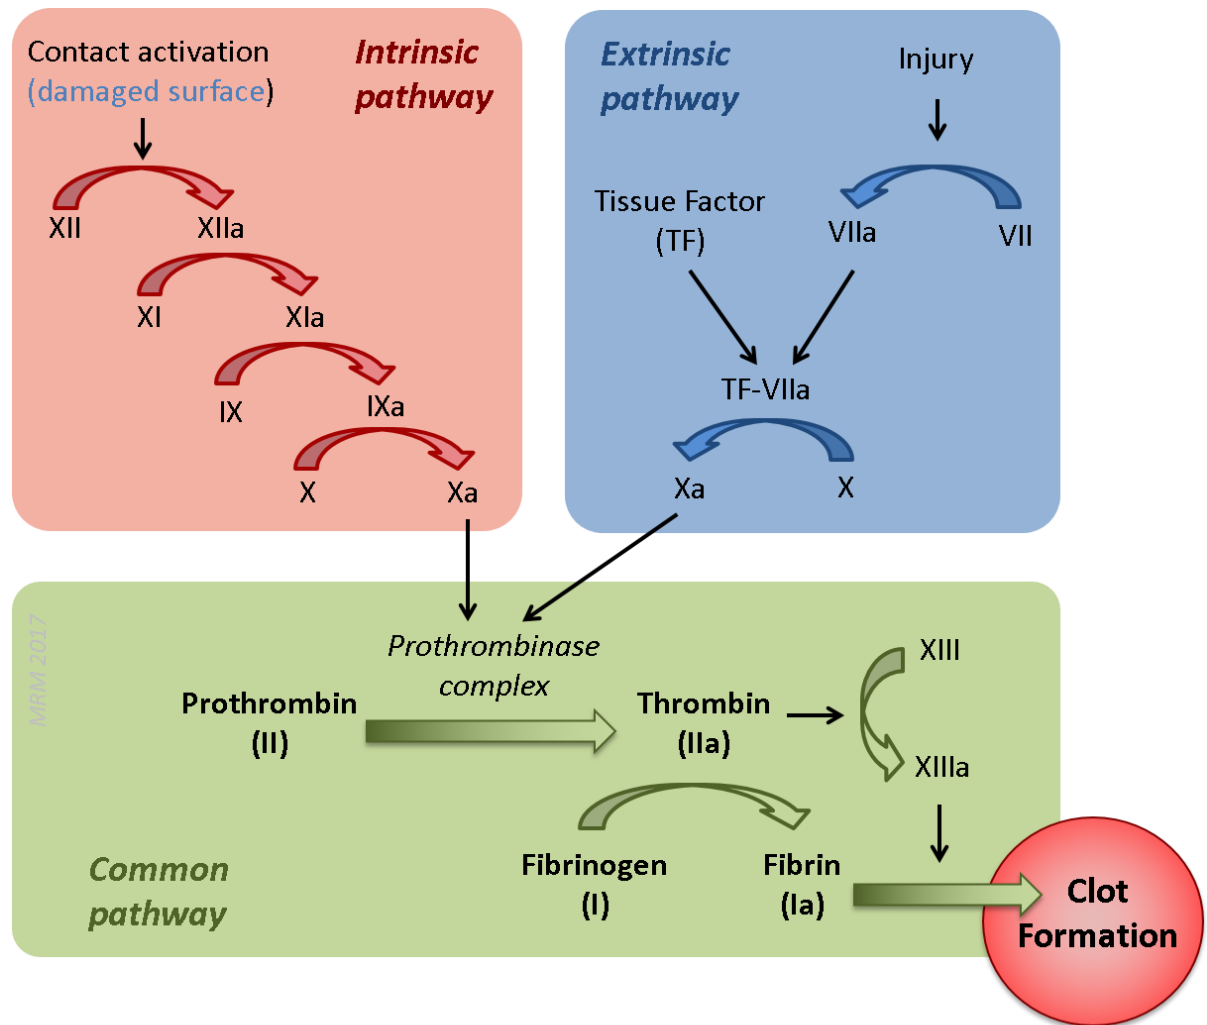 Contact activation
(damaged surface)
Intrinsic
pathway
XII
XIIa
XI
XIa
IX
IXa
X
Xa
Extrinsic
pathway
Injury
Tissue Factor
(TF)
VIIa
VII
TF-VIIa
Xa
X
MRM 2017
Prothrombinase
complex
Prothrombin
(II)
Thrombin
(IIa)
XIII
XIIIa
Fibrinogen
(I)
Fibrin
(Ia)
Common
pathway
Clot
Formation